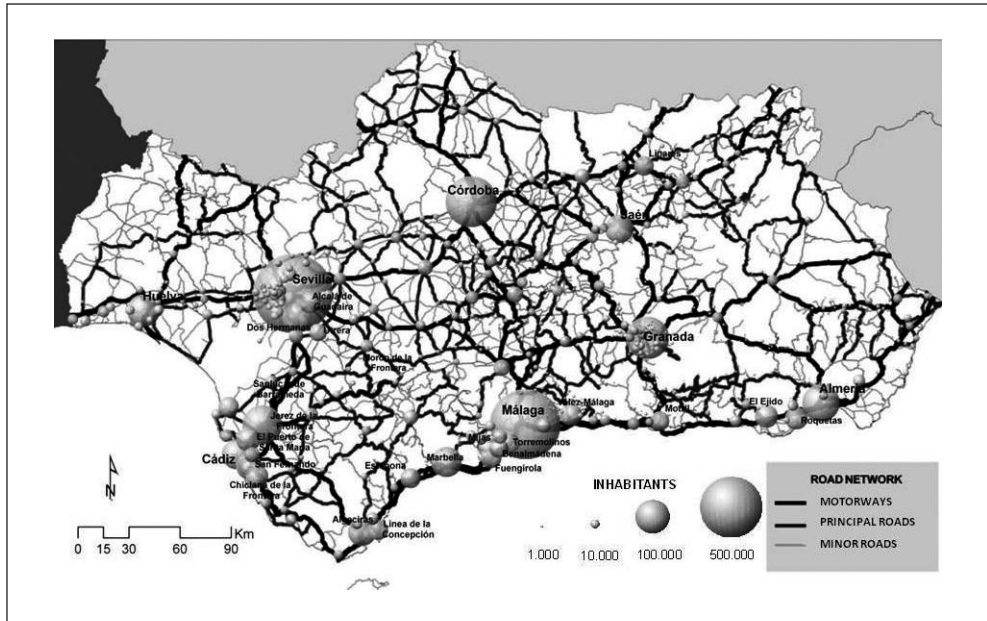 Linares
Córdoba
Jaén
Sevilla
Alcalá de
Guadaira
Huelva
Dos Hermanas
Utrera
Granada
Morón de la
Frontera
Sanlúcar de
Barrameda
Almería
El Ejido
Roquetas
Málaga
Vélez-Málaga
Motril
Jerez de la
Frontera
El Puerto de
Santa María
Mijas
Torremolinos
Benalmádena
Cádiz
San Fernando
Estepona
Marbella
Fuengirola
Chiclana de la
Frontera
Algeciras
Linea de la
Concepción
N
Km
0 15 30 60 90
INHABITANTS
1.000 10.000 100.000 500.000
ROAD NETWORK
MOTORWAYS
PRINCIPAL ROADS
MINOR ROADS